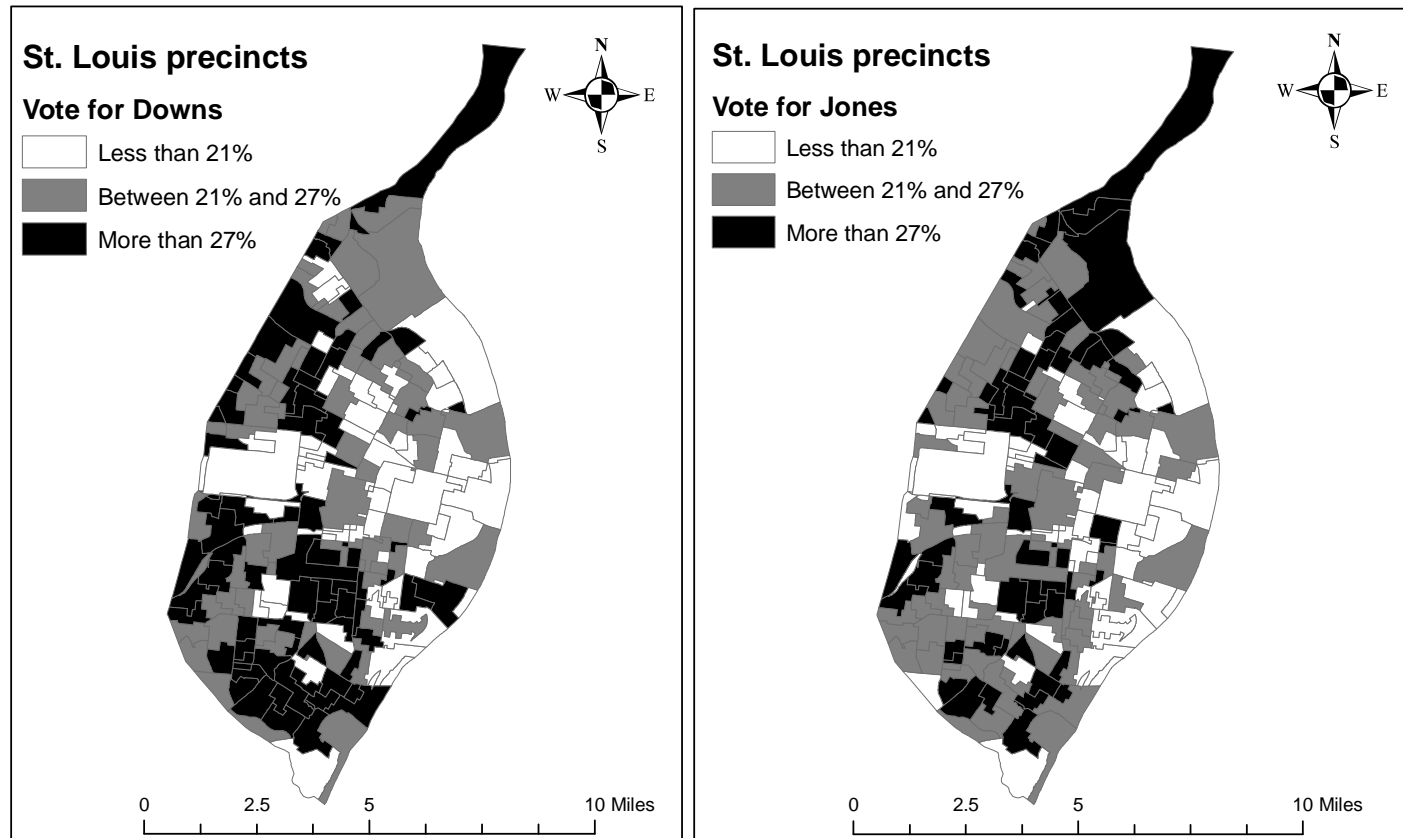 St. Louis precincts
N
W E
S
Vote for Downs
Less than 21%
Between 21% and 27%
More than 27%
0 2.5 5 10 Miles
St. Louis precincts
N
W E
S
Vote for Jones
Less than 21%
Between 21% and 27%
More than 27%
0 2.5 5 10 Miles